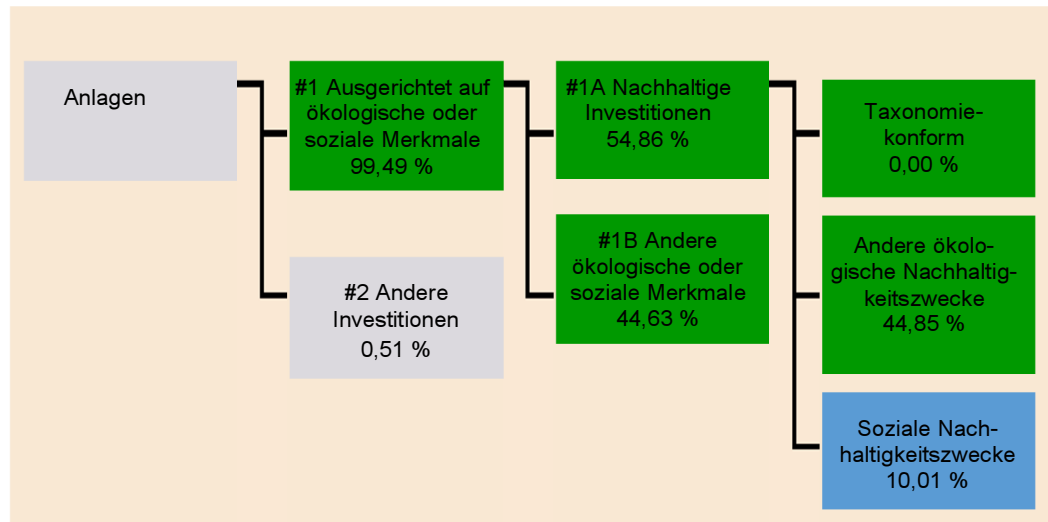 Anlagen
#1 Ausgerichtet auf
ökologische oder
soziale Merkmale
99,49 %
#2 Andere
Investitionen
0,51 %
#1A Nachhaltige
Investitionen
54,86 %
#1B Andere
ökologische oder
soziale Merkmale
44,63 %
Taxonomie-
konform
0,00 %
Andere ökolo-
gische Nachhaltig-
keitszwecke
44,85 %
Soziale Nach-
haltigkeitszwecke
10,01 %